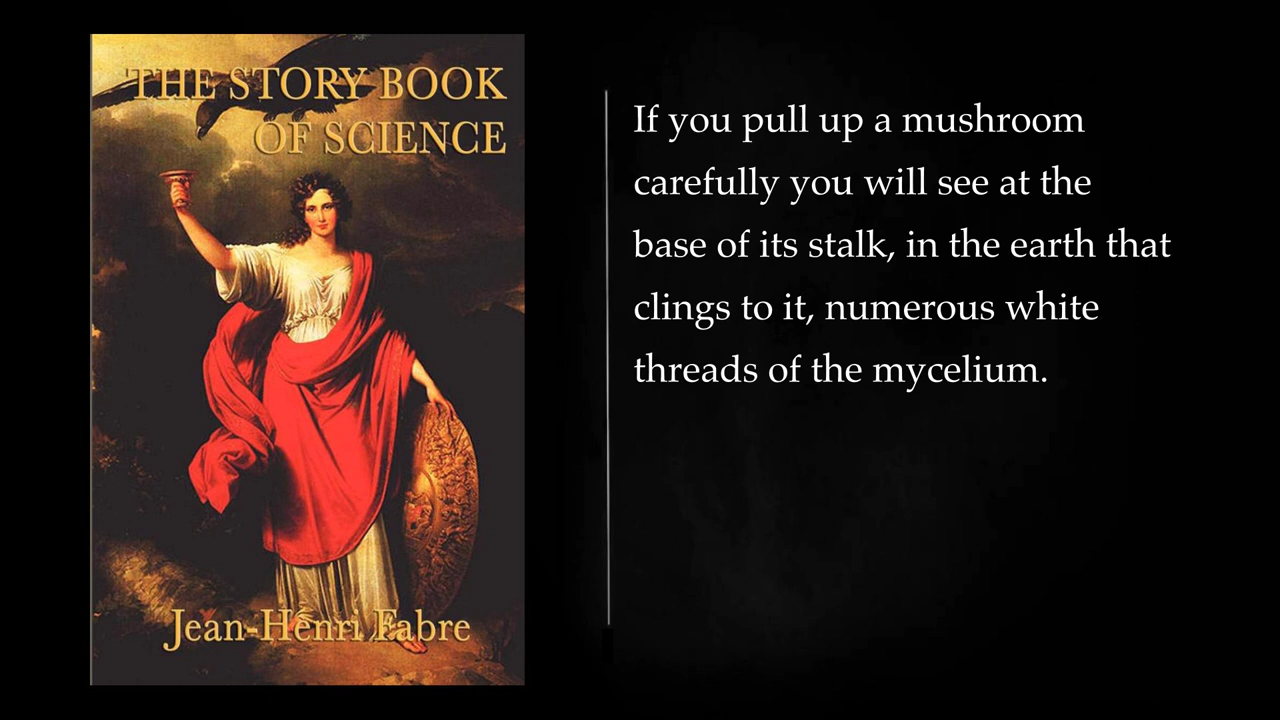 THE STORY BOOK
OF SCIENCE
Jean-Henri Fabre
If you pull up a mushroom
carefully you will see at the
base of its stalk, in the earth that
clings to it, numerous white
threads of the mycelium.